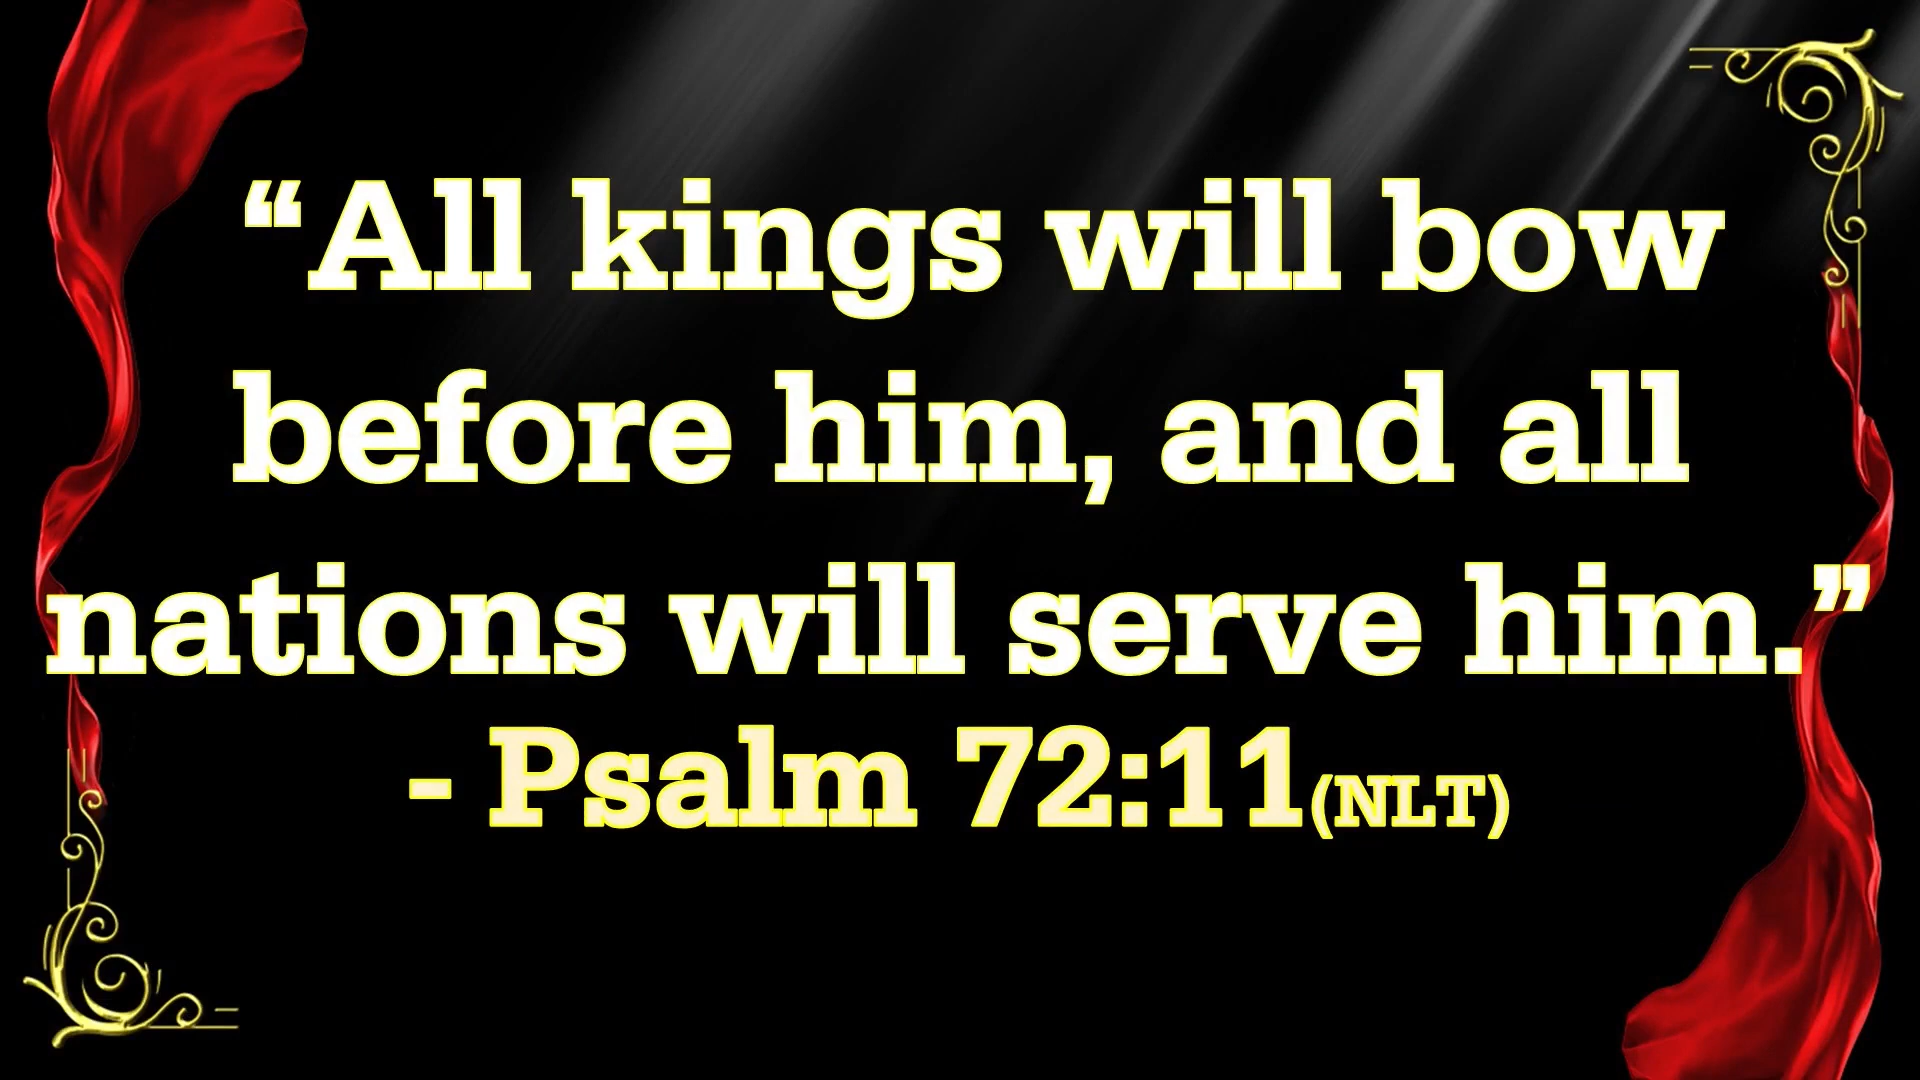 “All kings will bow
before him, and all
nations will serve him.”
- Psalm 72:11(NLT)